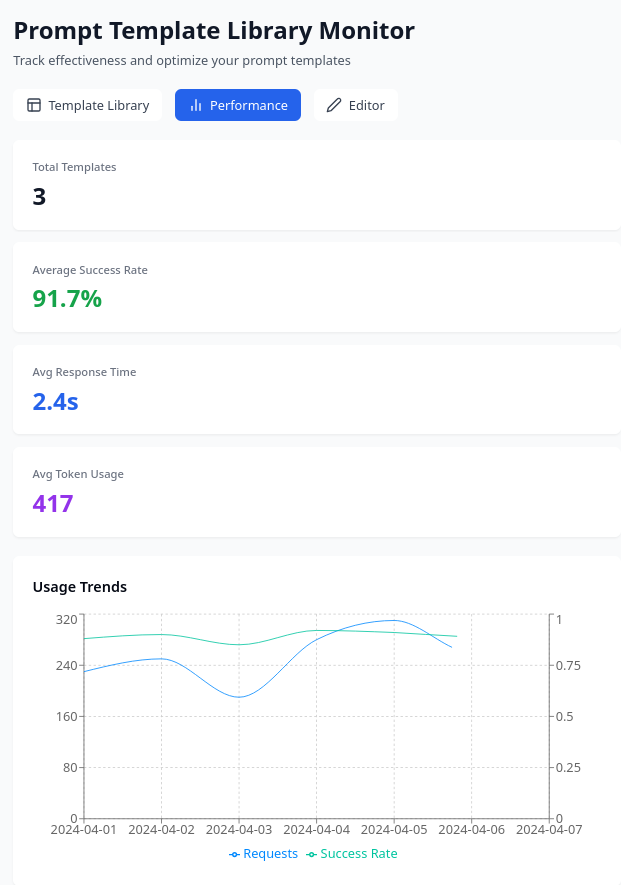 Prompt Template Library Monitor
Track effectiveness and optimize your prompt templates
Template Library Performance Editor
Total Templates
3
Average Success Rate
91.7%
Avg Response Time
2.4s
Avg Token Usage
417
Usage Trends
320 1
240 0.75
160 0.5
80 0.25
0 0
2024-04-01 2024-04-02 2024-04-03 2024-04-04 2024-04-05 2024-04-06 2024-04-07
Requests Success Rate